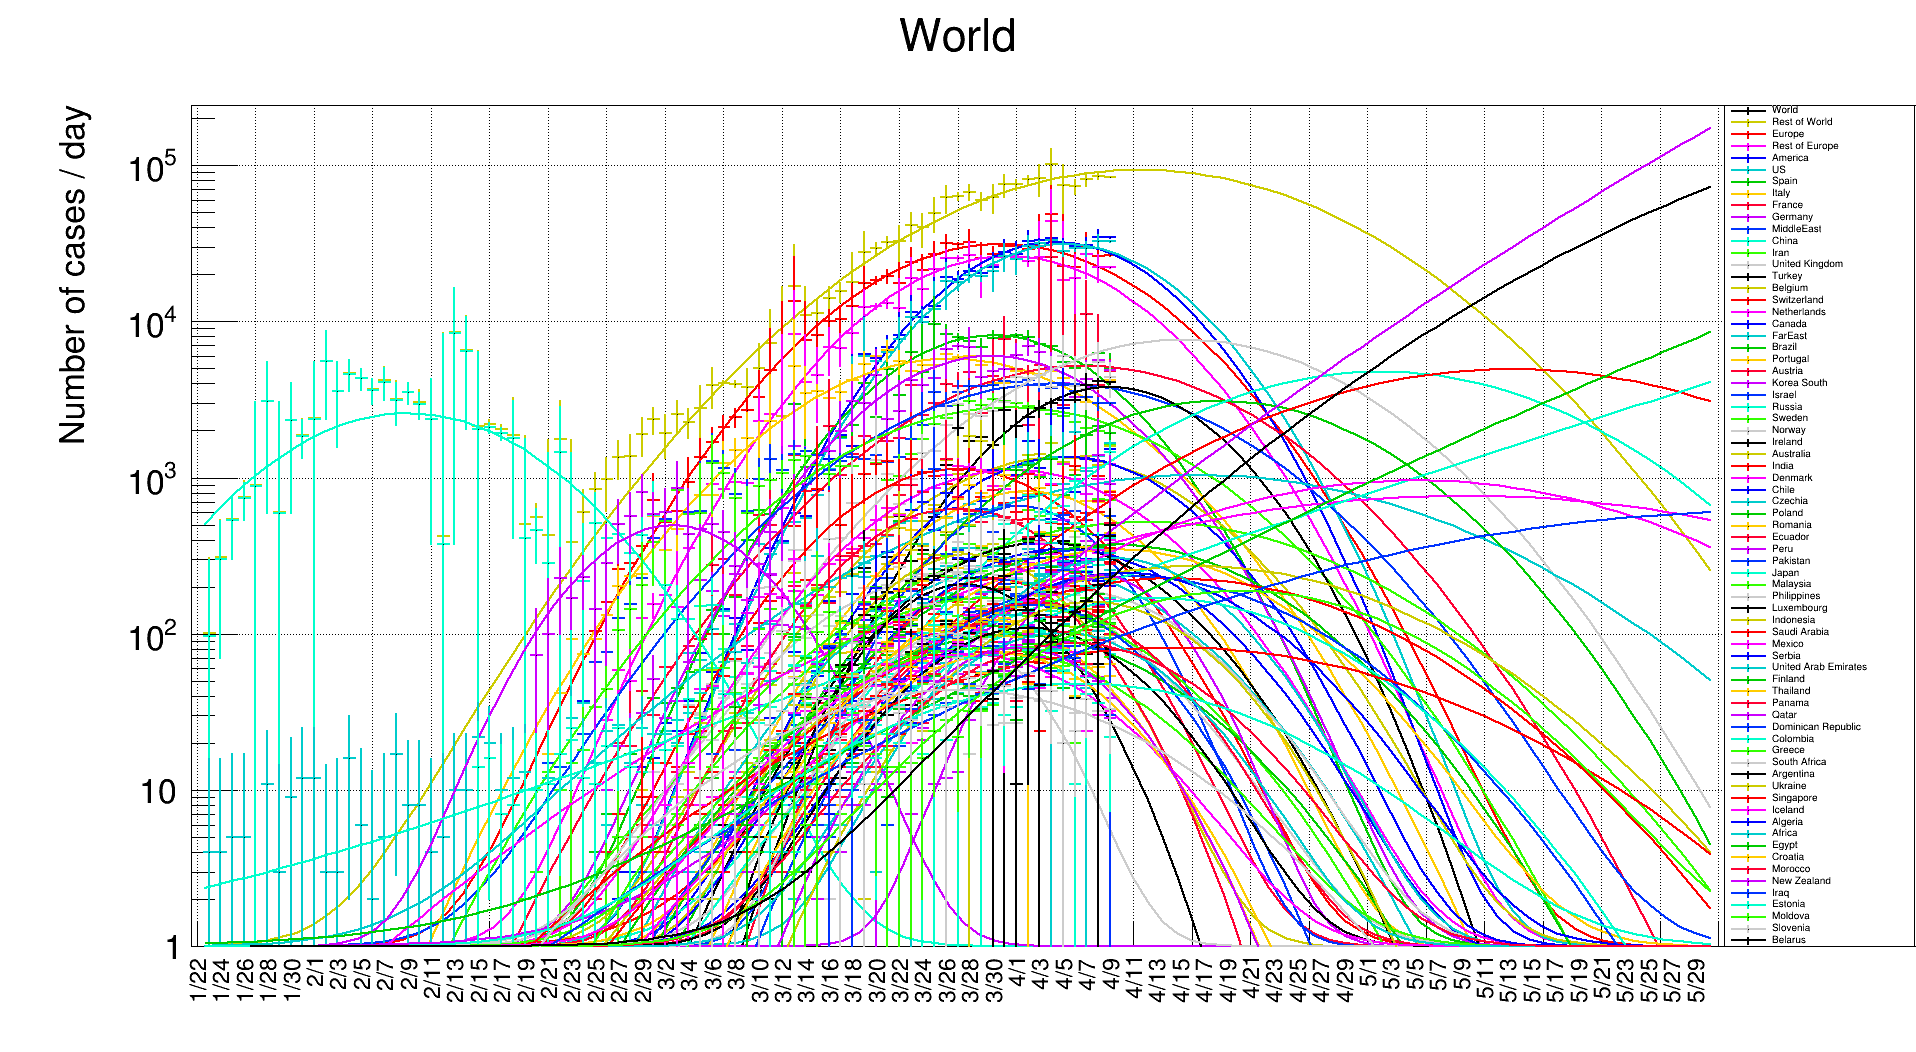 World
Number of cases / day
10^5
10^4
10^3
10^2
10
1
1/22 1/24 1/26 1/28 1/30 2/1 2/3 2/5 2/7 2/9 2/11 2/13 2/15 2/17 2/19 2/21 2/23 2/25 2/27 2/29 3/2 3/4 3/6 3/8 3/10 3/12 3/14 3/16 3/18 3/20 3/22 3/24 3/26 3/28 3/30 4/1 4/3 4/5 4/7 4/9 4/11 4/13 4/15 4/17 4/19 4/21 4/23 4/25 4/27 4/29 5/1 5/3 5/5 5/7 5/9 5/11 5/13 5/15 5/17 5/19 5/21 5/23 5/25 5/27 5/29
World
Rest of World
Europe
Rest of Europe
America
US
Spain
Italy
France
Germany
MiddleEast
China
Iran
United Kingdom
Turkey
Belgium
Switzerland
Netherlands
Canada
FarEast
Brazil
Portugal
Austria
Korea South
Israel
Russia
Sweden
Norway
Ireland
Australia
India
Denmark
Chile
Czechia
Poland
Romania
Ecuador
Peru
Pakistan
Japan
Malaysia
Philippines
Luxembourg
Indonesia
Saudi Arabia
Mexico
Serbia
United Arab Emirates
Finland
Thailand
Panama
Qatar
Dominican Republic
Colombia
Greece
South Africa
Argentina
Ukraine
Singapore
Iceland
Algeria
Africa
Egypt
Croatia
Morocco
New Zealand
Iraq
Estonia
Moldova
Slovenia
Belarus